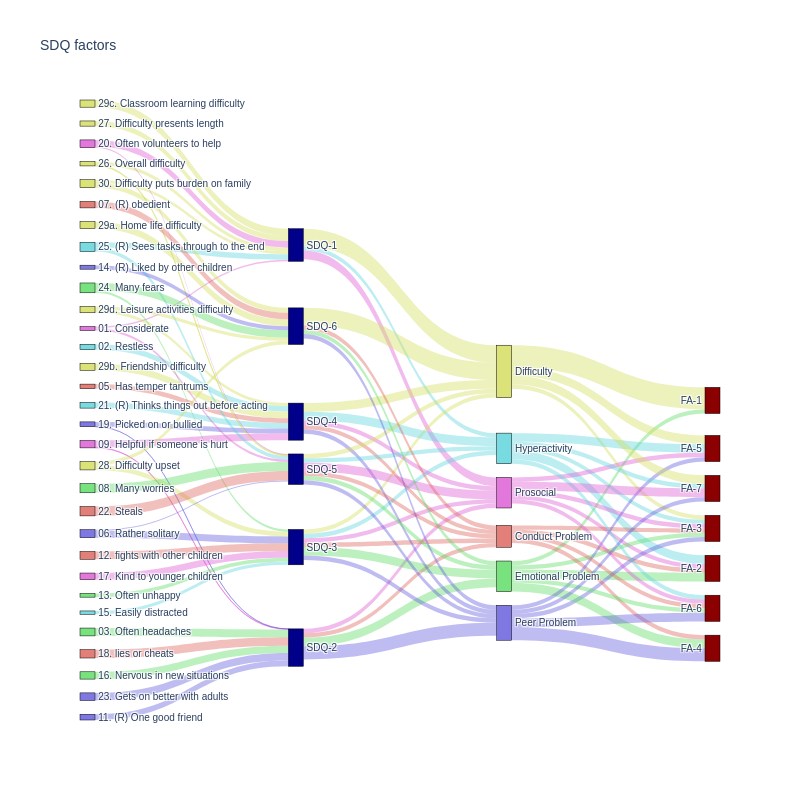 SDQ factors
29c. Classroom learning difficulty
27. Difficulty presents length
20. Often volunteers to help
26. Overall difficulty
30. Difficulty puts burden on family
07. (R) obedient
29a. Home life difficulty
25. (R) Sees tasks through to the end
14. (R) Liked by other children
24. Many fears
29d. Leisure activities difficulty
01. Considerate
02. Restless
29b. Friendship difficulty
05. Has temper tantrums
21. (R) Thinks things out before acting
19. Picked on or bullied
09. Helpful if someone is hurt
28. Difficulty upset
08. Many worries
22. Steals
06. Rather solitary
12. fights with other children
17. Kind to younger children
13. Often unhappy
15. Easily distracted
03. Often headaches
18. lies or cheats
16. Nervous in new situations
23. Gets on better with adults
11. (R) One good friend
SDQ-1
SDQ-6
SDQ-4
SDQ-5
SDQ-3
SDQ-2
Difficulty
Hyperactivity
Prosocial
Conduct Problem
Emotional Problem
Peer Problem
FA-1
FA-5
FA-7
FA-3
FA-2
FA-6
FA-4